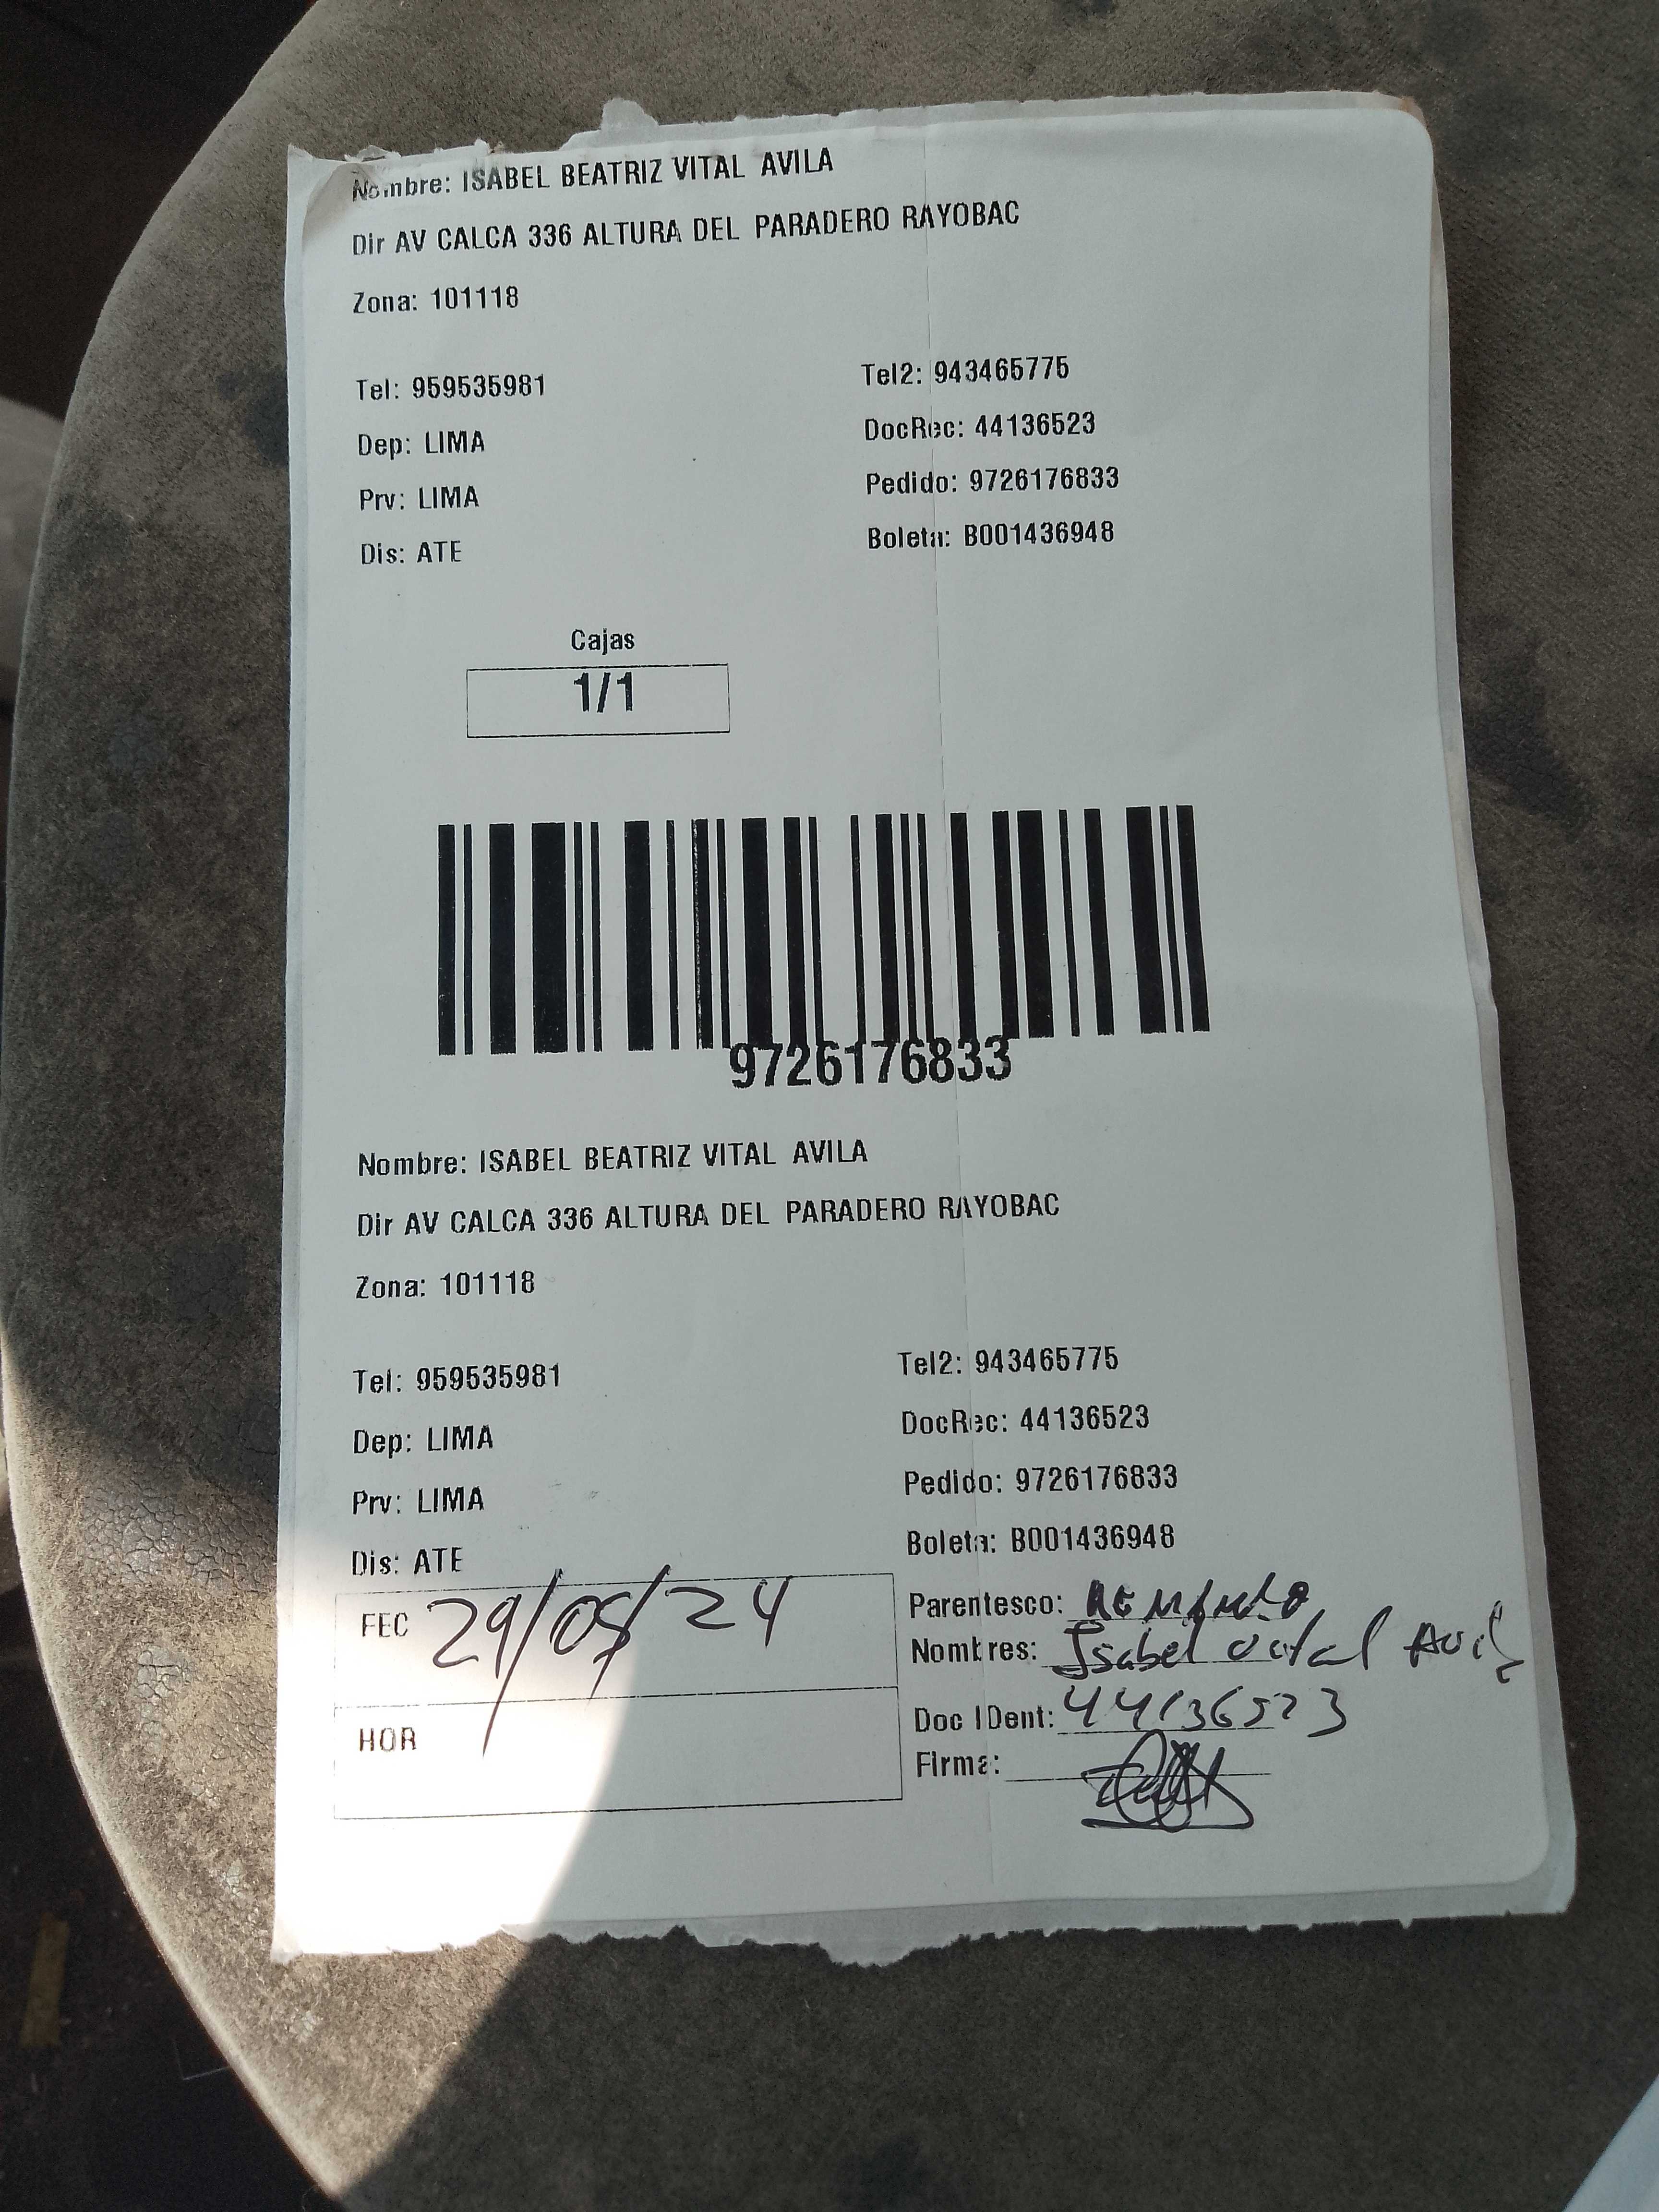 Nombre: ISABEL BEATRIZ VITAL AVILA
Dir AV CALCA 336 ALTURA DEL PARADERO RAYOBAC
Zona: 101118
Tel: 959535981 Tel2: 943465775
Dep: LIMA DocRec: 44136523
Prv: LIMA Pedido: 9726176833
Dis: ATE Boleta: B001436948
Cajas
1/1
9726176833
Nombre: ISABEL BEATRIZ VITAL AVILA
Dir AV CALCA 336 ALTURA DEL PARADERO RAYOBAC
Zona: 101118
Tel: 959535981 Tel2: 943465775
Dep: LIMA DocRec: 44136523
Prv: LIMA Pedido: 9726176833
Dis: ATE Boleta: B001436948
FEC 29/05/24
HOR
Parentesco:
Nombres: Isabel Vital Avila
Doc IDent: 44136523
Firma: